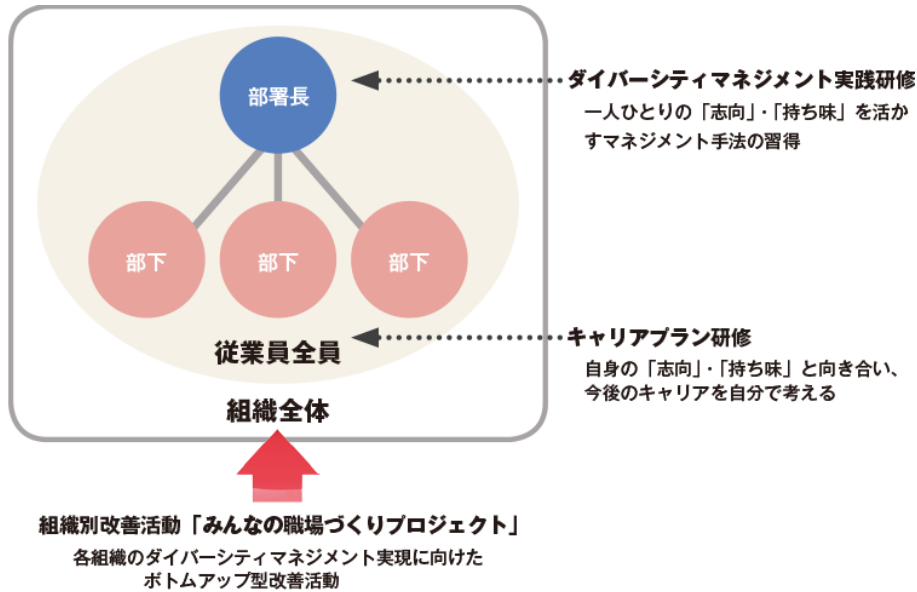 部署長
ダイバーシティマネジメント実践研修
一人ひとりの「志向」・「持ち味」を活か
すマネジメント手法の習得
部下
部下
部下
従業員全員
キャリアプラン研修
自身の「志向」・「持ち味」と向き合い、
今後のキャリアを自分で考える
組織全体
組織別改善活動「みんなの職場づくりプロジェクト」
各組織のダイバーシティマネジメント実現に向けた
ボトムアップ型改善活動